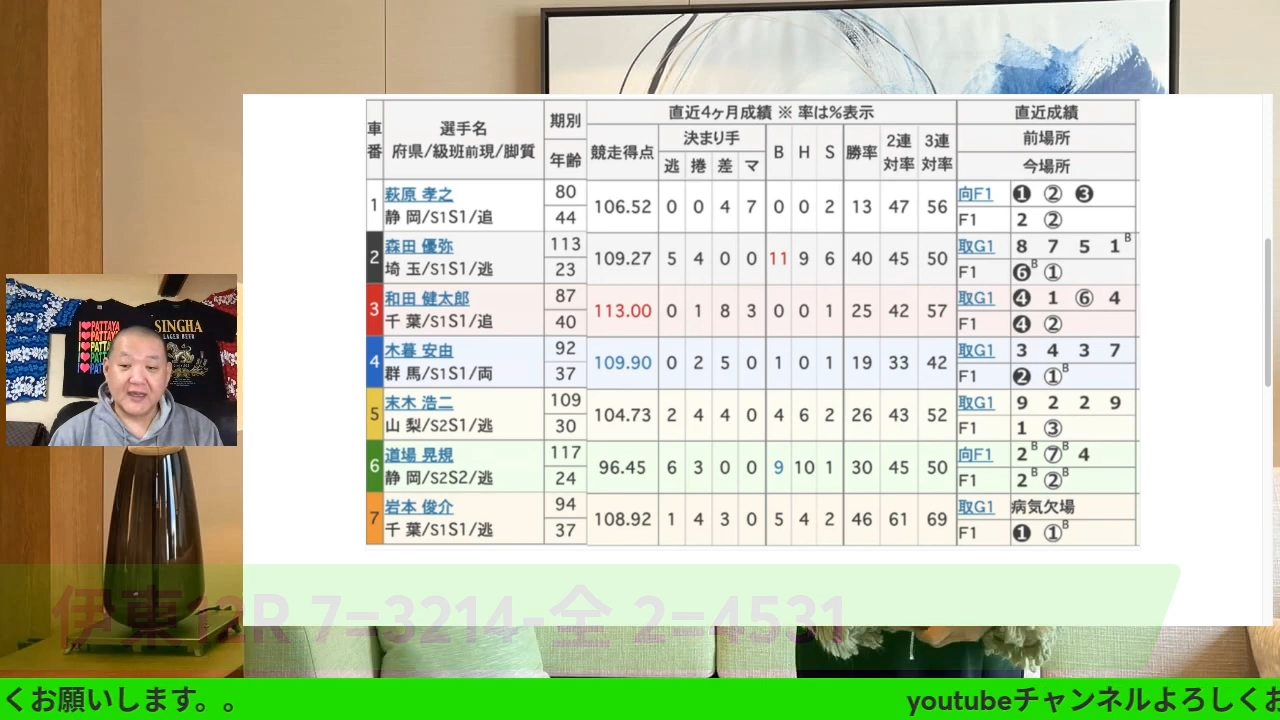 車番 選手名 府県/級班前現/脚質 期別 年齢 直近4ヶ月成績 ※ 率は%表示 直近成績
競走得点 決まり手 B H S 勝率 2連対率 3連対率 前場所
逃 捲 差 マ 今場所
1 萩原 孝之 80 106.52 0 0 4 7 0 0 2 13 47 56 向F1 ❶ ② ❸
静 岡/S1S1/追 44 F1 2 ②
2 森田 優弥 113 109.27 5 4 0 0 11 9 6 40 45 50 取G1 8 7 5 1B
埼 玉/S1S1/逃 23 F1 ❻B ①
3 和田 健太郎 87 113.00 0 1 8 3 0 0 1 25 42 57 取G1 ❹ 1 ⑥ 4
千 葉/S1S1/追 40 F1 ❹ ②
4 木暮 安由 92 109.90 0 2 5 0 1 0 1 19 33 42 取G1 3 4 3 7
群 馬/S1S1/両 37 F1 ❷ ①B
5 末木 浩二 109 104.73 2 4 4 0 4 6 2 26 43 52 取G1 9 2 2 9
山 梨/S2S1/逃 30 F1 1 ③
6 道場 晃規 117 96.45 6 3 0 0 9 10 1 30 45 50 向F1 2B ⑦B 4
静 岡/S2S2/逃 24 F1 2B ②B
7 岩本 俊介 94 108.92 1 4 3 0 5 4 2 46 61 69 取G1 病気欠場
千 葉/S1S1/逃 37 F1 ❶ ①B
I❤PATTAYA
SINGHA
LAGER BEER
伊東12R 7=3214-全 2=4531
くお願いします。。 youtubeチャンネルよろしくお